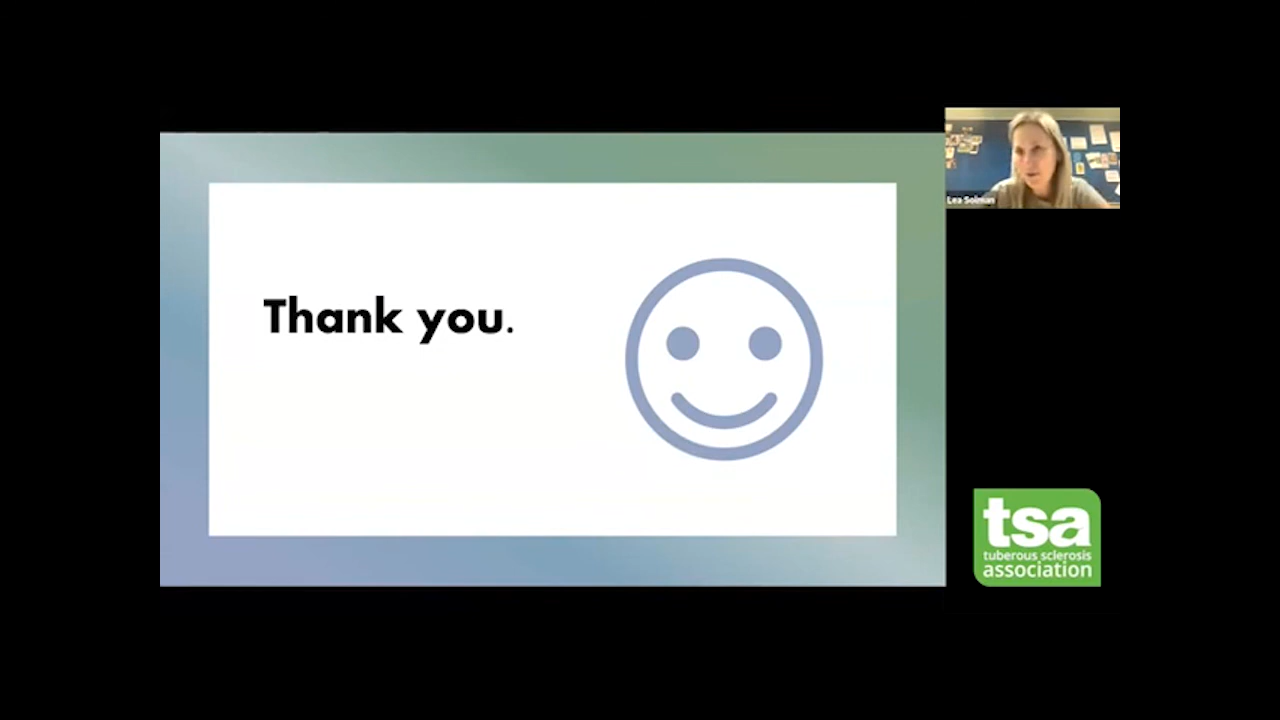 Thank you.
Lea Soiman
tsa
tuberous sclerosis
association